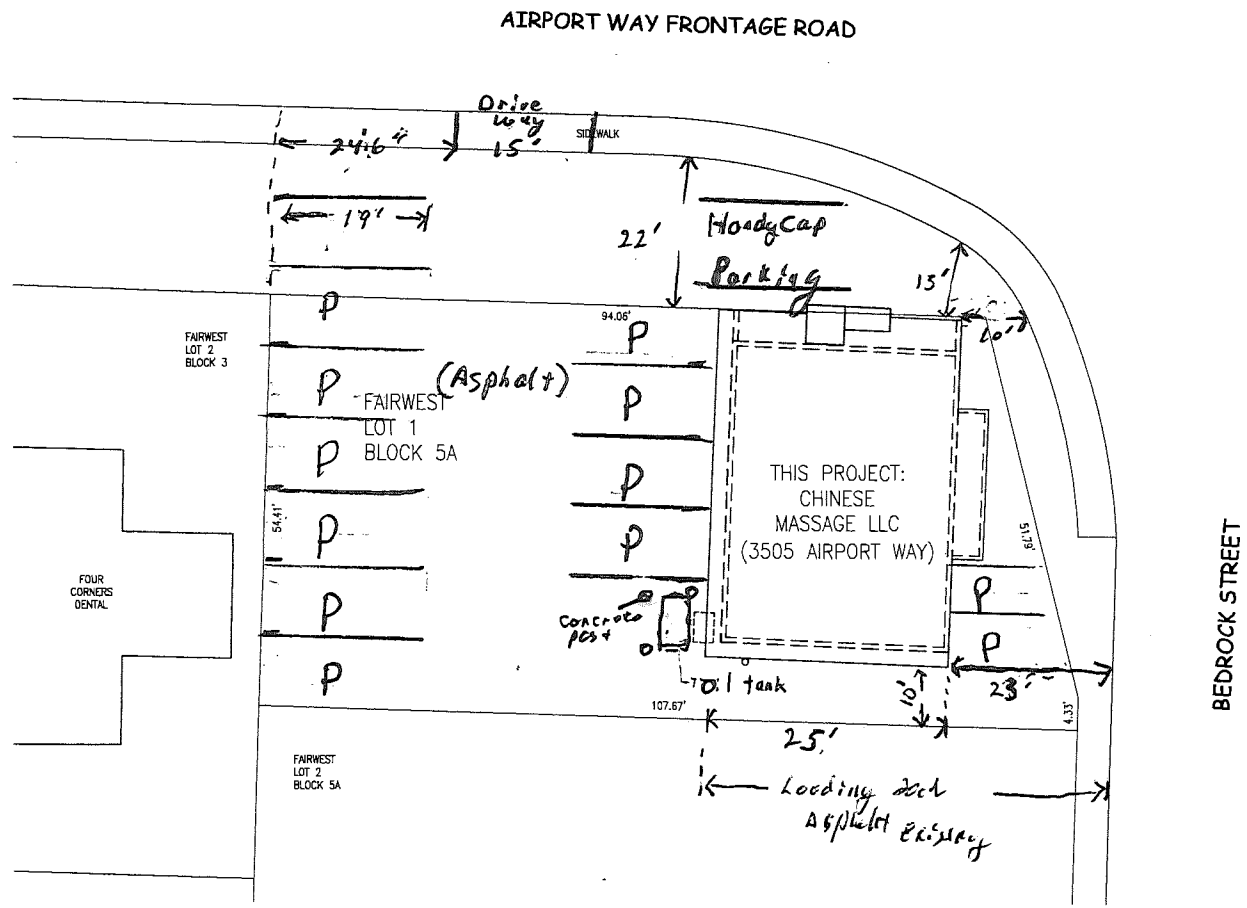 AIRPORT WAY FRONTAGE ROAD
Drive
way
SIDEWALK
24'.6"
15'
19'
22'
HandyCap
Parking
15'
10'
94.06'
P
P
FAIRWEST
LOT 2
BLOCK 3
(Asphalt)
P
P
FAIRWEST
LOT 1
BLOCK 5A
P
P
THIS PROJECT:
CHINESE
MASSAGE LLC
(3505 AIRPORT WAY)
54.41'
P
P
51.79'
BEDROCK STREET
FOUR
CORNERS
DENTAL
P
P
Concrete
post
P
P
23'
oil tank
10'
107.67'
4.33'
25'
FAIRWEST
LOT 2
BLOCK 5A
Loading
Asphalt Existing